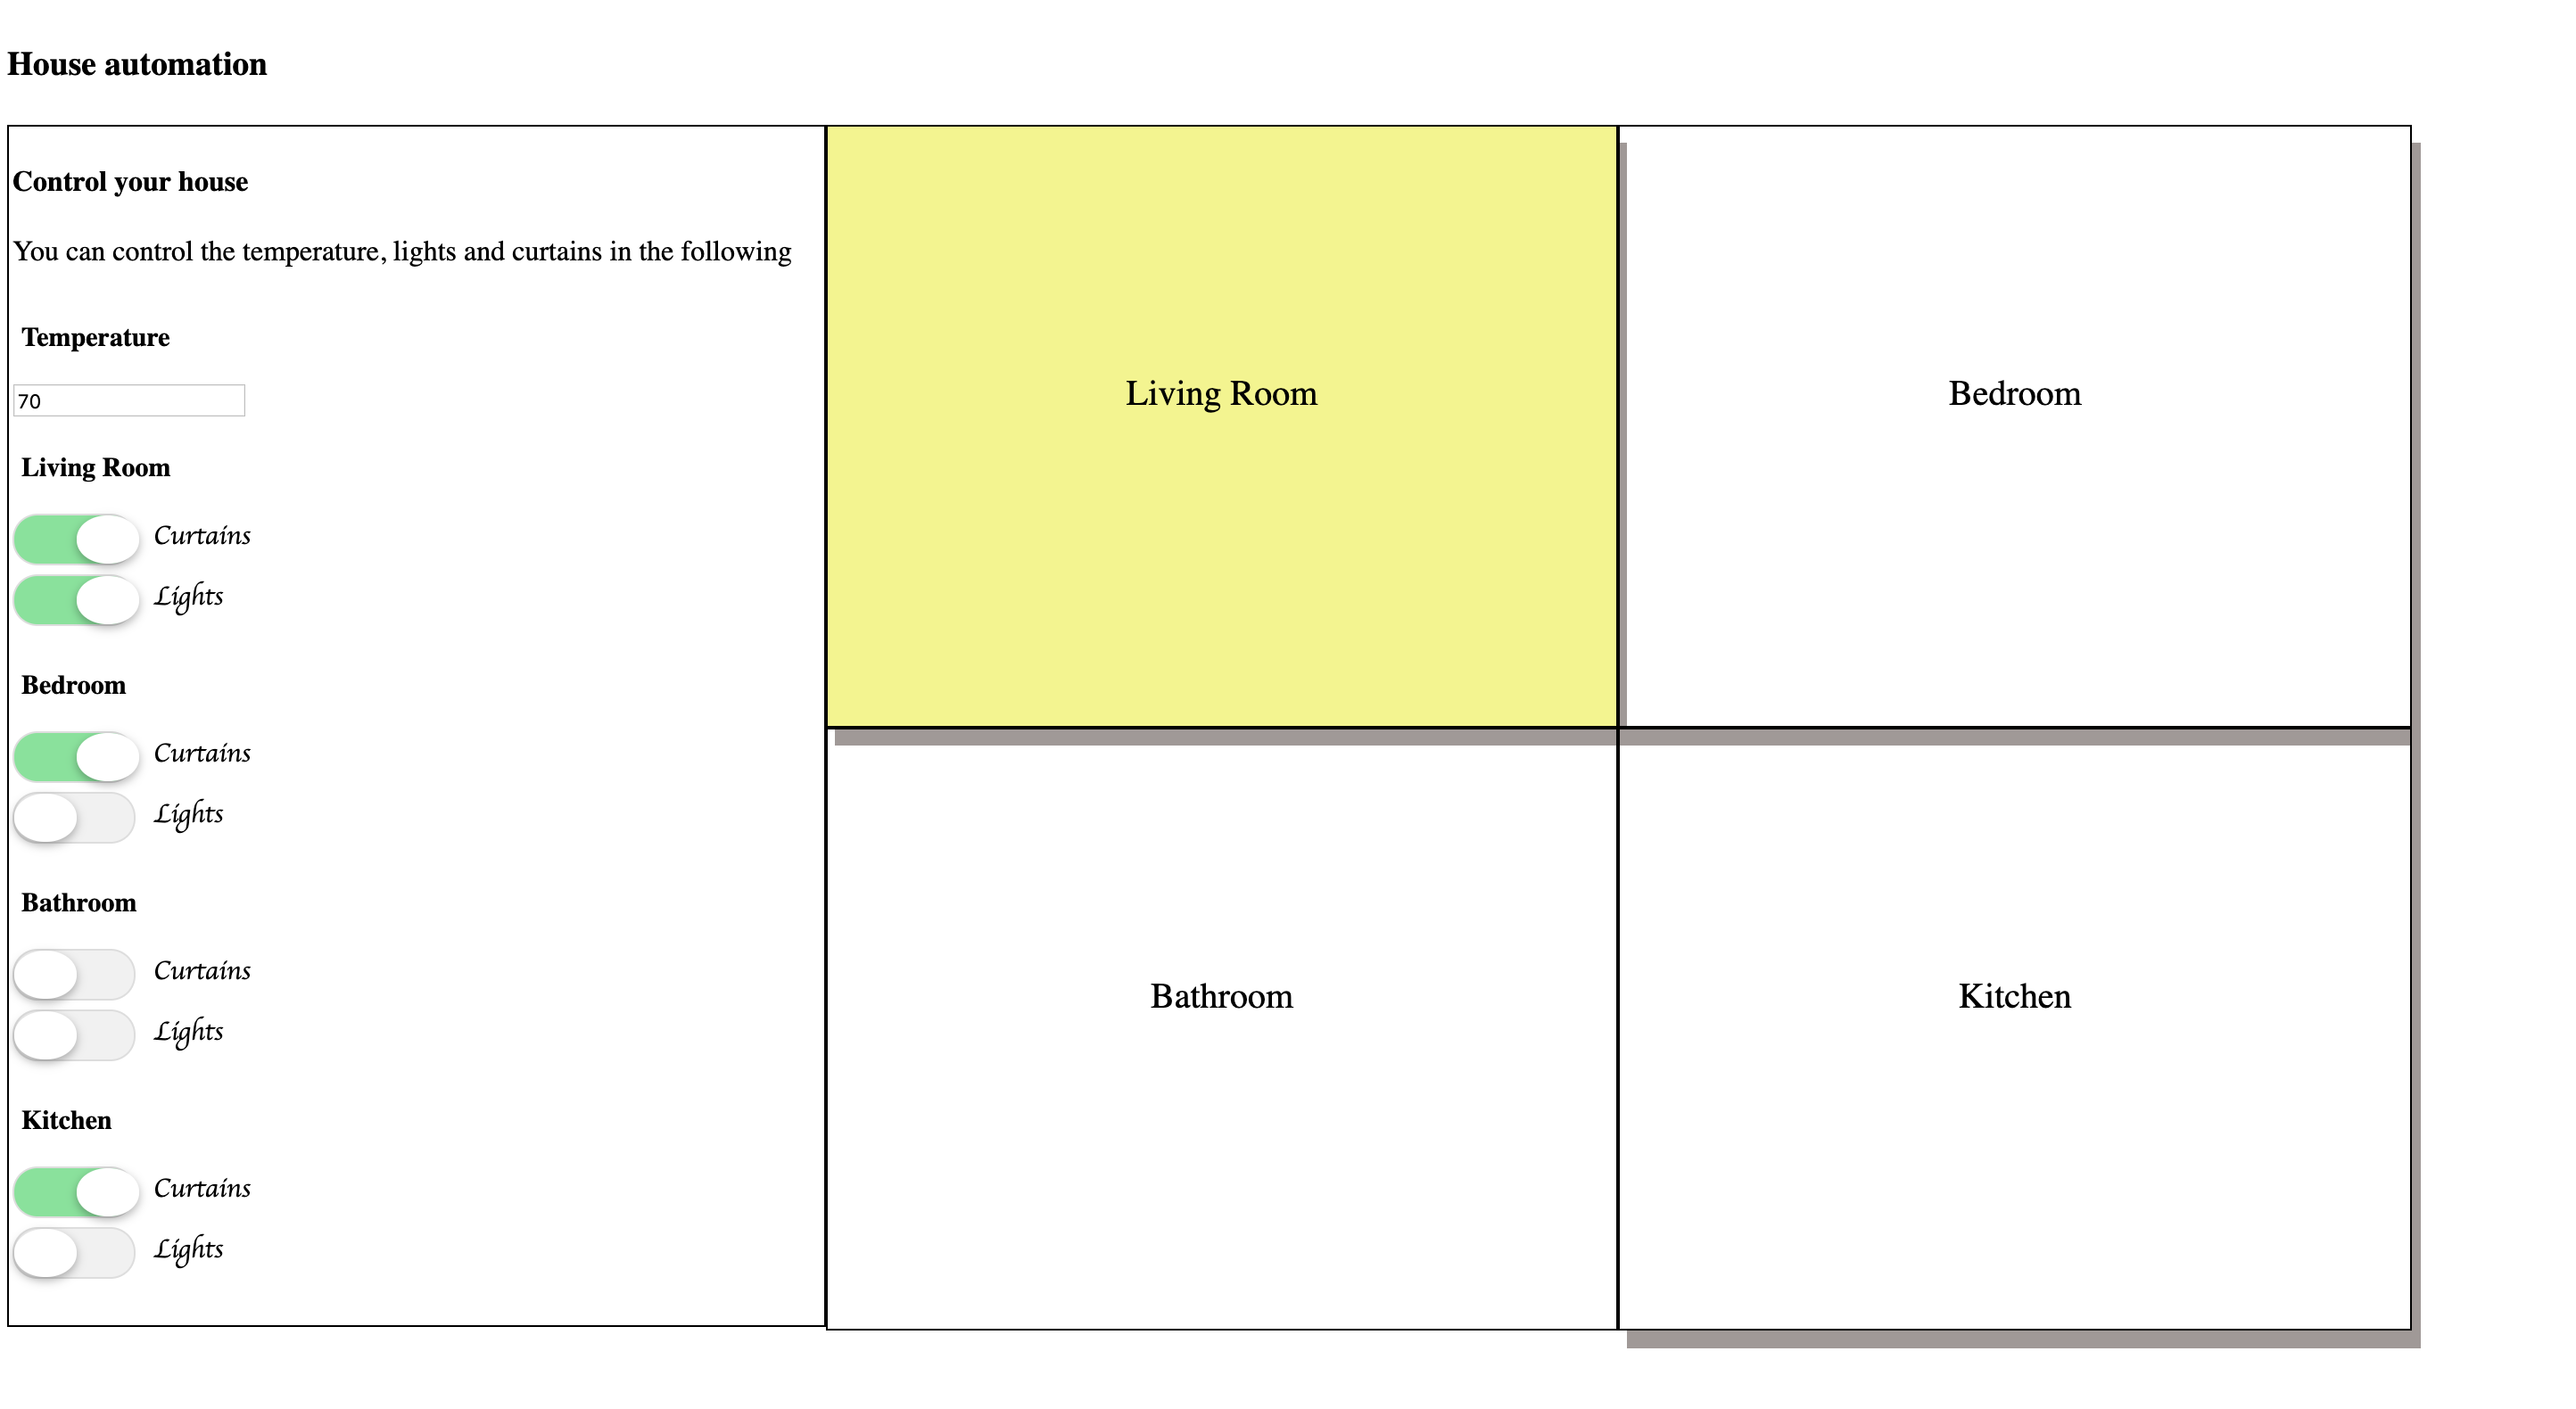 House automation
Control your house
You can control the temperature, lights and curtains in the following
Temperature
70
Living Room
Curtains
Lights
Bedroom
Curtains
Lights
Bathroom
Curtains
Lights
Kitchen
Curtains
Lights
Living Room
Bedroom
Bathroom
Kitchen